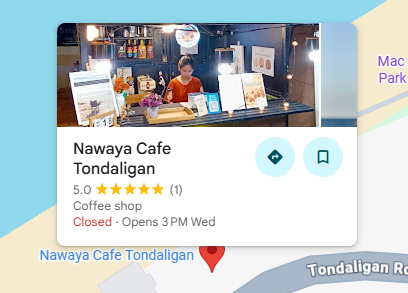 Nawaya Cafe
Tondaligan
5.0 ★★★★★ (1)
Coffee shop
Closed · Opens 3 PM Wed
Mac
Park
Nawaya Cafe Tondaligan
Tondaligan Ro